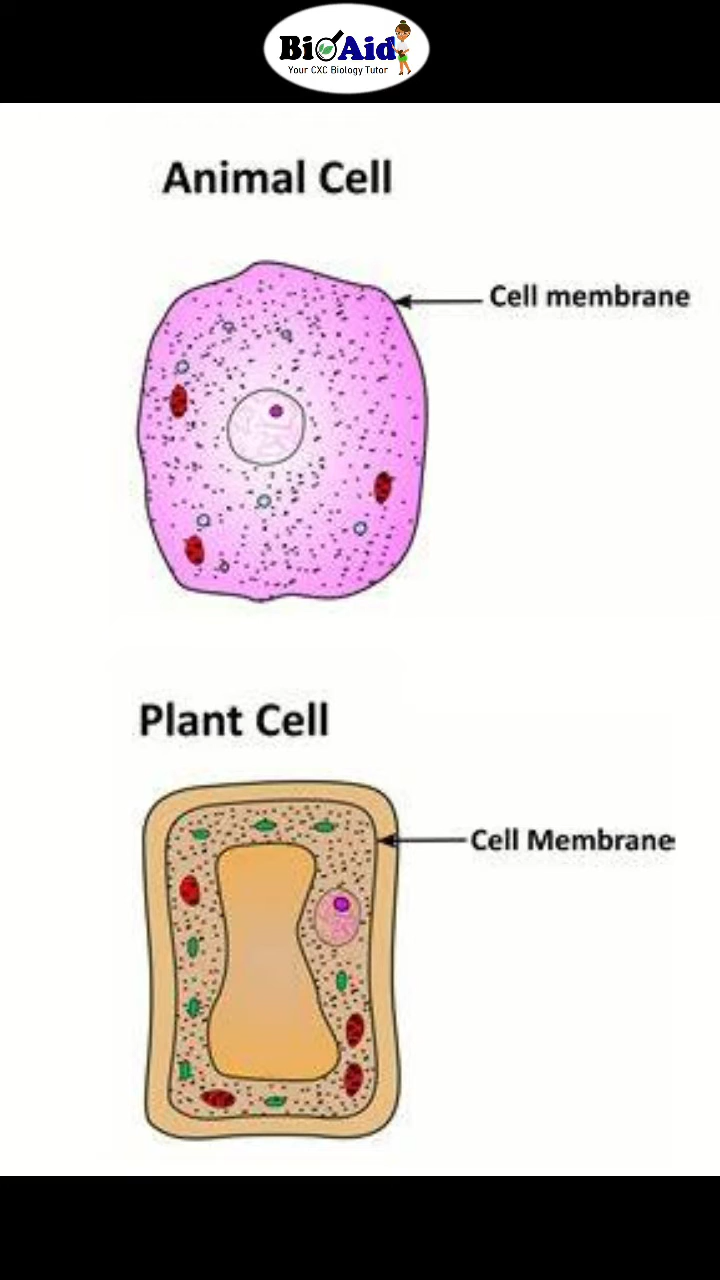 BioAid
Your CXC Biology Tutor
Animal Cell
Cell membrane
Plant Cell
Cell Membrane